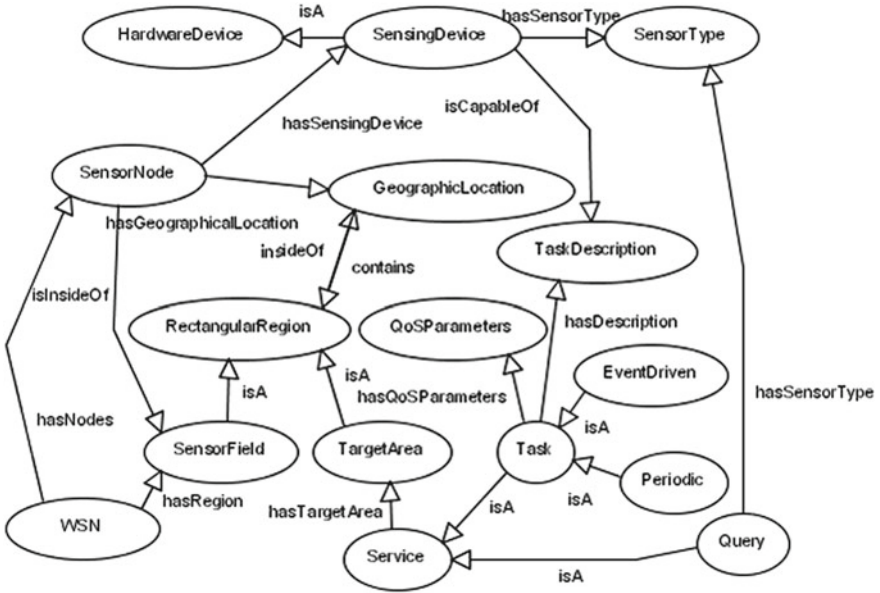 isA
hasSensorType
HardwareDevice
SensingDevice
SensorType
isCapableOf
hasSensingDevice
SensorNode
GeographicLocation
hasGeographicalLocation
insideOf
TaskDescription
contains
isInsideOf
RectangularRegion
QoSParameters
hasDescription
EventDriven
isA
isA
hasQoSParameters
hasSensorType
hasNodes
isA
SensorField
TargetArea
Task
Periodic
hasRegion
isA
hasTargetArea
isA
WSN
Service
Query
isA